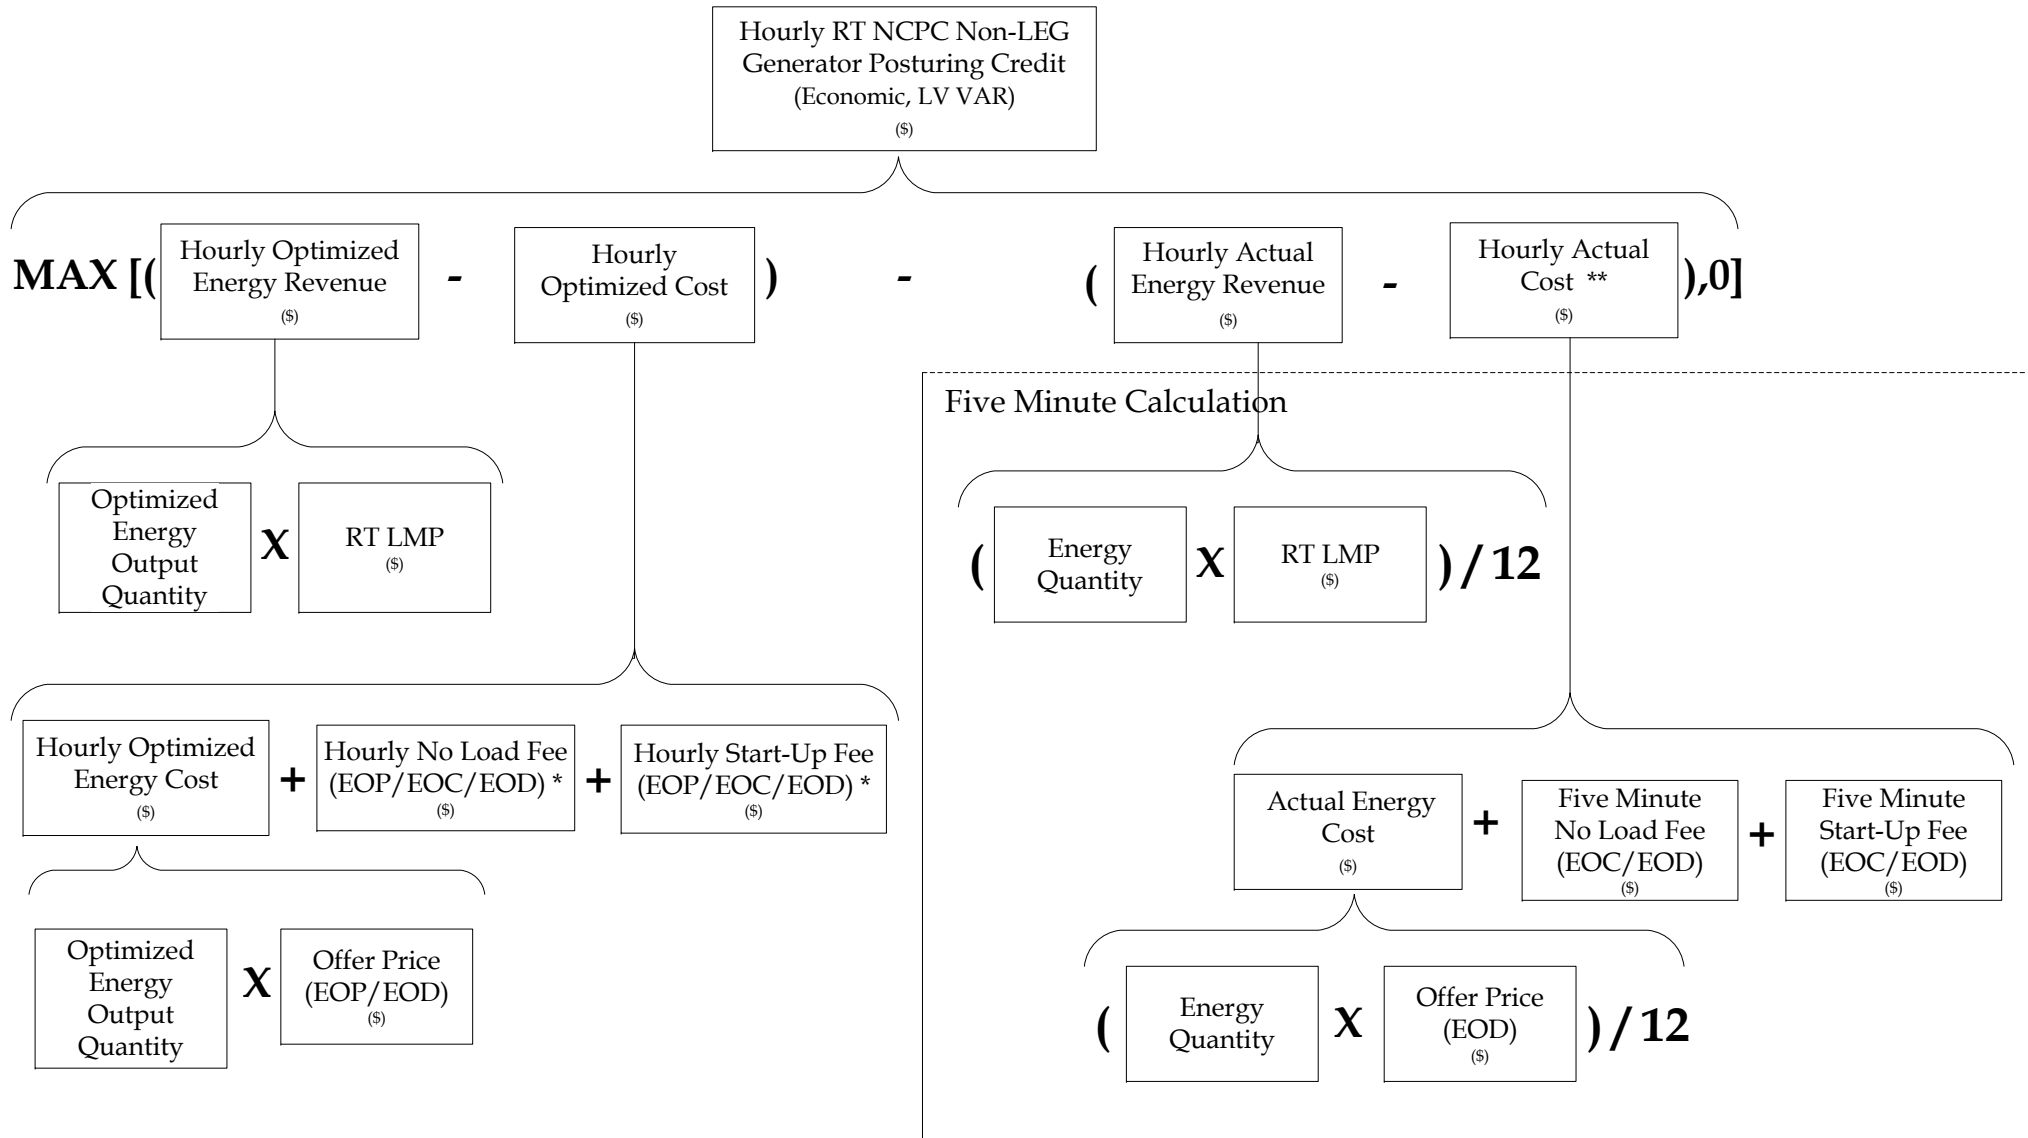 Hourly RT NCPC Non-LEG
Generator Posturing Credit
(Economic, LV VAR)
($)
MAX [(
Hourly Optimized
Energy Revenue
($)
-
Hourly
Optimized Cost
($)
)
-
(
Hourly Actual
Energy Revenue
($)
-
Hourly Actual
Cost **
($)
),0]
Five Minute Calculation
Optimized
Energy
Output
Quantity
X
RT LMP
($)
(
Energy
Quantity
X
RT LMP
($)
) / 12
Hourly Optimized
Energy Cost
($)
+
Hourly No Load Fee
(EOP/EOC/EOD) *
($)
+
Hourly Start-Up Fee
(EOP/EOC/EOD) *
($)
Actual Energy
Cost
($)
+
Five Minute
No Load Fee
(EOC/EOD)
($)
+
Five Minute
Start-Up Fee
(EOC/EOD)
($)
Optimized
Energy
Output
Quantity
X
Offer Price
(EOP/EOD)
($)
(
Energy
Quantity
X
Offer Price
(EOD)
($)
) / 12